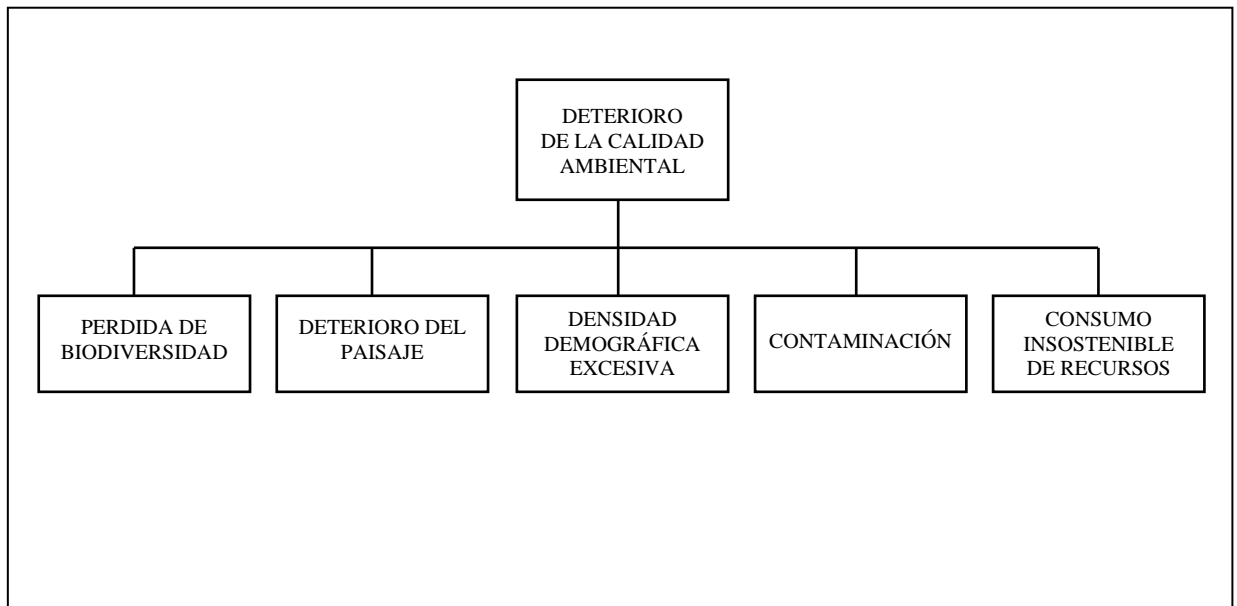 DETERIORO
DE LA CALIDAD
AMBIENTAL
PERDIDA DE
BIODIVERSIDAD
DETERIORO DEL
PAISAJE
DENSIDAD
DEMOGRÁFICA
EXCESIVA
CONTAMINACIÓN
CONSUMO
INSOSTENIBLE
DE RECURSOS